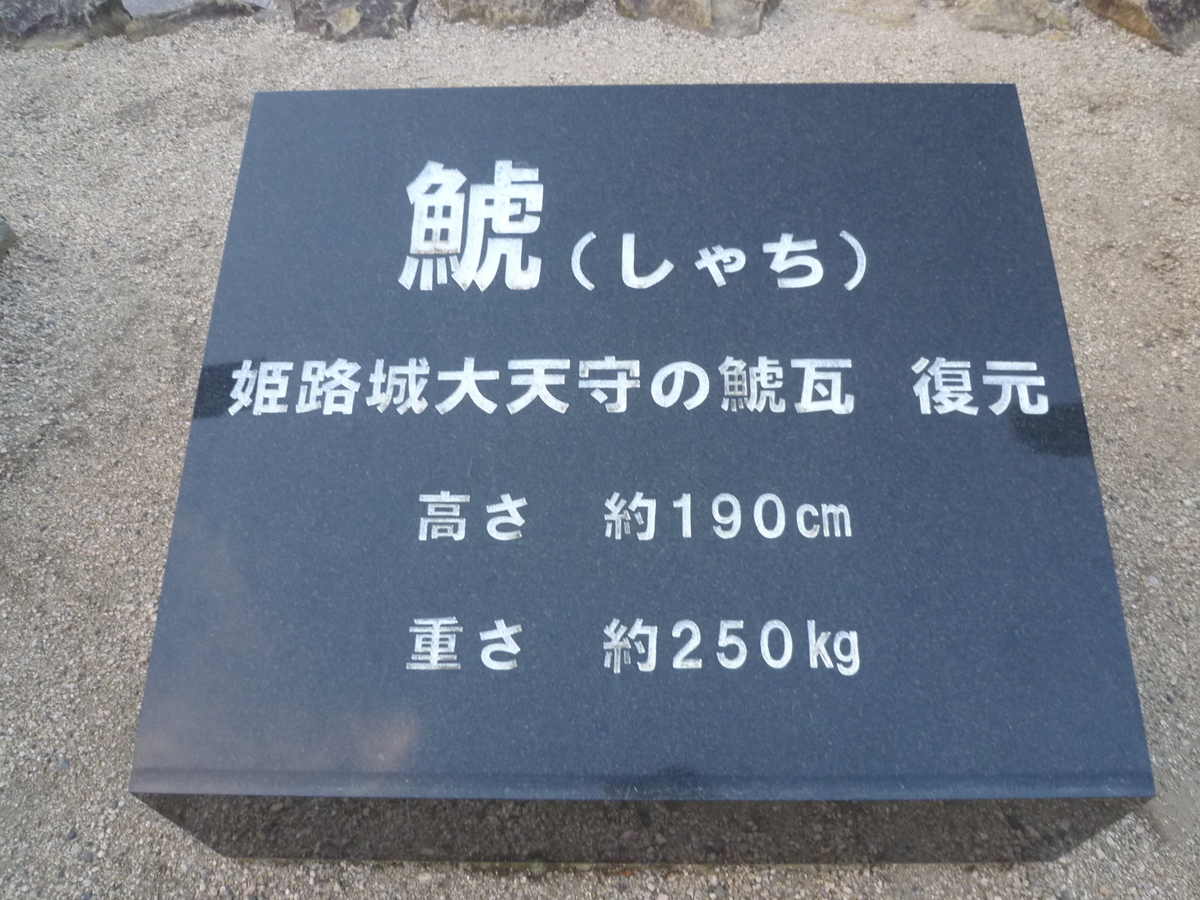 鯱（しゃち）
姫路城大天守の鯱瓦　復元
高さ　約190cm
重さ　約250kg